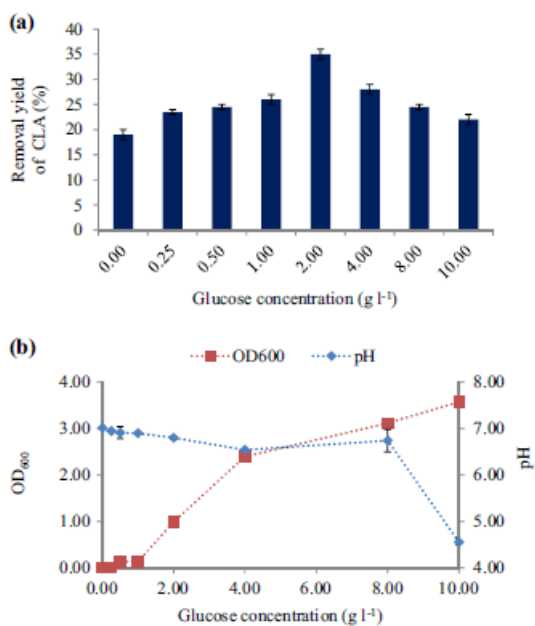 (a)
Removal yield
of CLA (%)
40
35
30
25
20
15
10
5
0
0.00 0.25 0.50 1.00 2.00 4.00 8.00 10.00
Glucose concentration (g l-1)
(b)
OD600 pH
4.00 8.00
3.00 7.00
2.00 6.00
1.00 5.00
0.00 4.00
OD600
pH
0.00 2.00 4.00 6.00 8.00 10.00
Glucose concentration (g l-1)